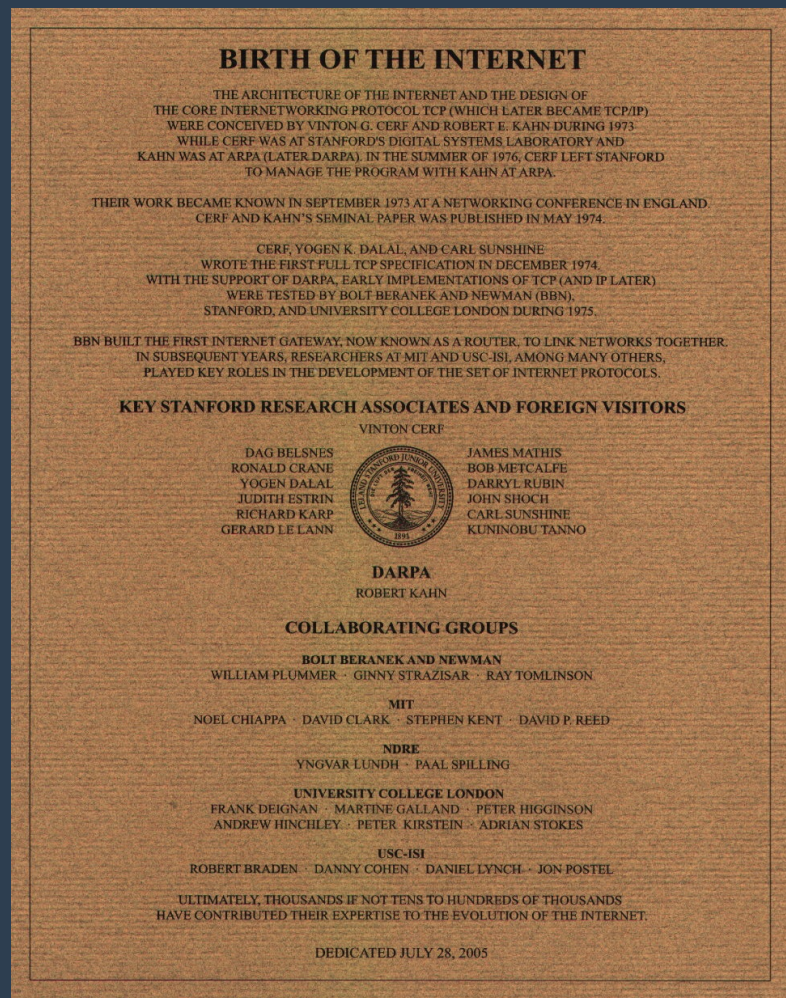 BIRTH OF THE INTERNET
THE ARCHITECTURE OF THE INTERNET AND THE DESIGN OF
THE CORE INTERNETWORKING PROTOCOL TCP (WHICH LATER BECAME TCP/IP)
WERE CONCEIVED BY VINTON G. CERF AND ROBERT E. KAHN DURING 1973
WHILE CERF WAS AT STANFORD'S DIGITAL SYSTEMS LABORATORY AND
KAHN WAS AT ARPA (LATER DARPA). IN THE SUMMER OF 1976, CERF LEFT STANFORD
TO MANAGE THE PROGRAM WITH KAHN AT ARPA.
THEIR WORK BECAME KNOWN IN SEPTEMBER 1973 AT A NETWORKING CONFERENCE IN ENGLAND.
CERF AND KAHN'S SEMINAL PAPER WAS PUBLISHED IN MAY 1974.
CERF, YOGEN K. DALAL, AND CARL SUNSHINE
WROTE THE FIRST FULL TCP SPECIFICATION IN DECEMBER 1974.
WITH THE SUPPORT OF DARPA, EARLY IMPLEMENTATIONS OF TCP (AND IP LATER)
WERE TESTED BY BOLT BERANEK AND NEWMAN (BBN),
STANFORD, AND UNIVERSITY COLLEGE LONDON DURING 1975.
BBN BUILT THE FIRST INTERNET GATEWAY, NOW KNOWN AS A ROUTER, TO LINK NETWORKS TOGETHER.
IN SUBSEQUENT YEARS, RESEARCHERS AT MIT AND USC-ISI, AMONG MANY OTHERS,
PLAYED KEY ROLES IN THE DEVELOPMENT OF THE SET OF INTERNET PROTOCOLS.
KEY STANFORD RESEARCH ASSOCIATES AND FOREIGN VISITORS
VINTON CERF
DAG BELSNES
RONALD CRANE
YOGEN DALAL
JUDITH ESTRIN
RICHARD KARP
GERARD LE LANN
LELAND STANFORD JUNIOR UNIVERSITY
1891
JAMES MATHIS
BOB METCALFE
DARRYL RUBIN
JOHN SHOCH
CARL SUNSHINE
KUNINOBU TANNO
DARPA
ROBERT KAHN
COLLABORATING GROUPS
BOLT BERANEK AND NEWMAN
WILLIAM PLUMMER · GINNY STRAZISAR · RAY TOMLINSON
MIT
NOEL CHIAPPA · DAVID CLARK · STEPHEN KENT · DAVID P. REED
NDRE
YNGVAR LUNDH · PAAL SPILLING
UNIVERSITY COLLEGE LONDON
FRANK DEIGNAN · MARTINE GALLAND · PETER HIGGINSON
ANDREW HINCHLEY · PETER KIRSTEIN · ADRIAN STOKES
USC-ISI
ROBERT BRADEN · DANNY COHEN · DANIEL LYNCH · JON POSTEL
ULTIMATELY, THOUSANDS IF NOT TENS TO HUNDREDS OF THOUSANDS
HAVE CONTRIBUTED THEIR EXPERTISE TO THE EVOLUTION OF THE INTERNET.
DEDICATED JULY 28, 2005